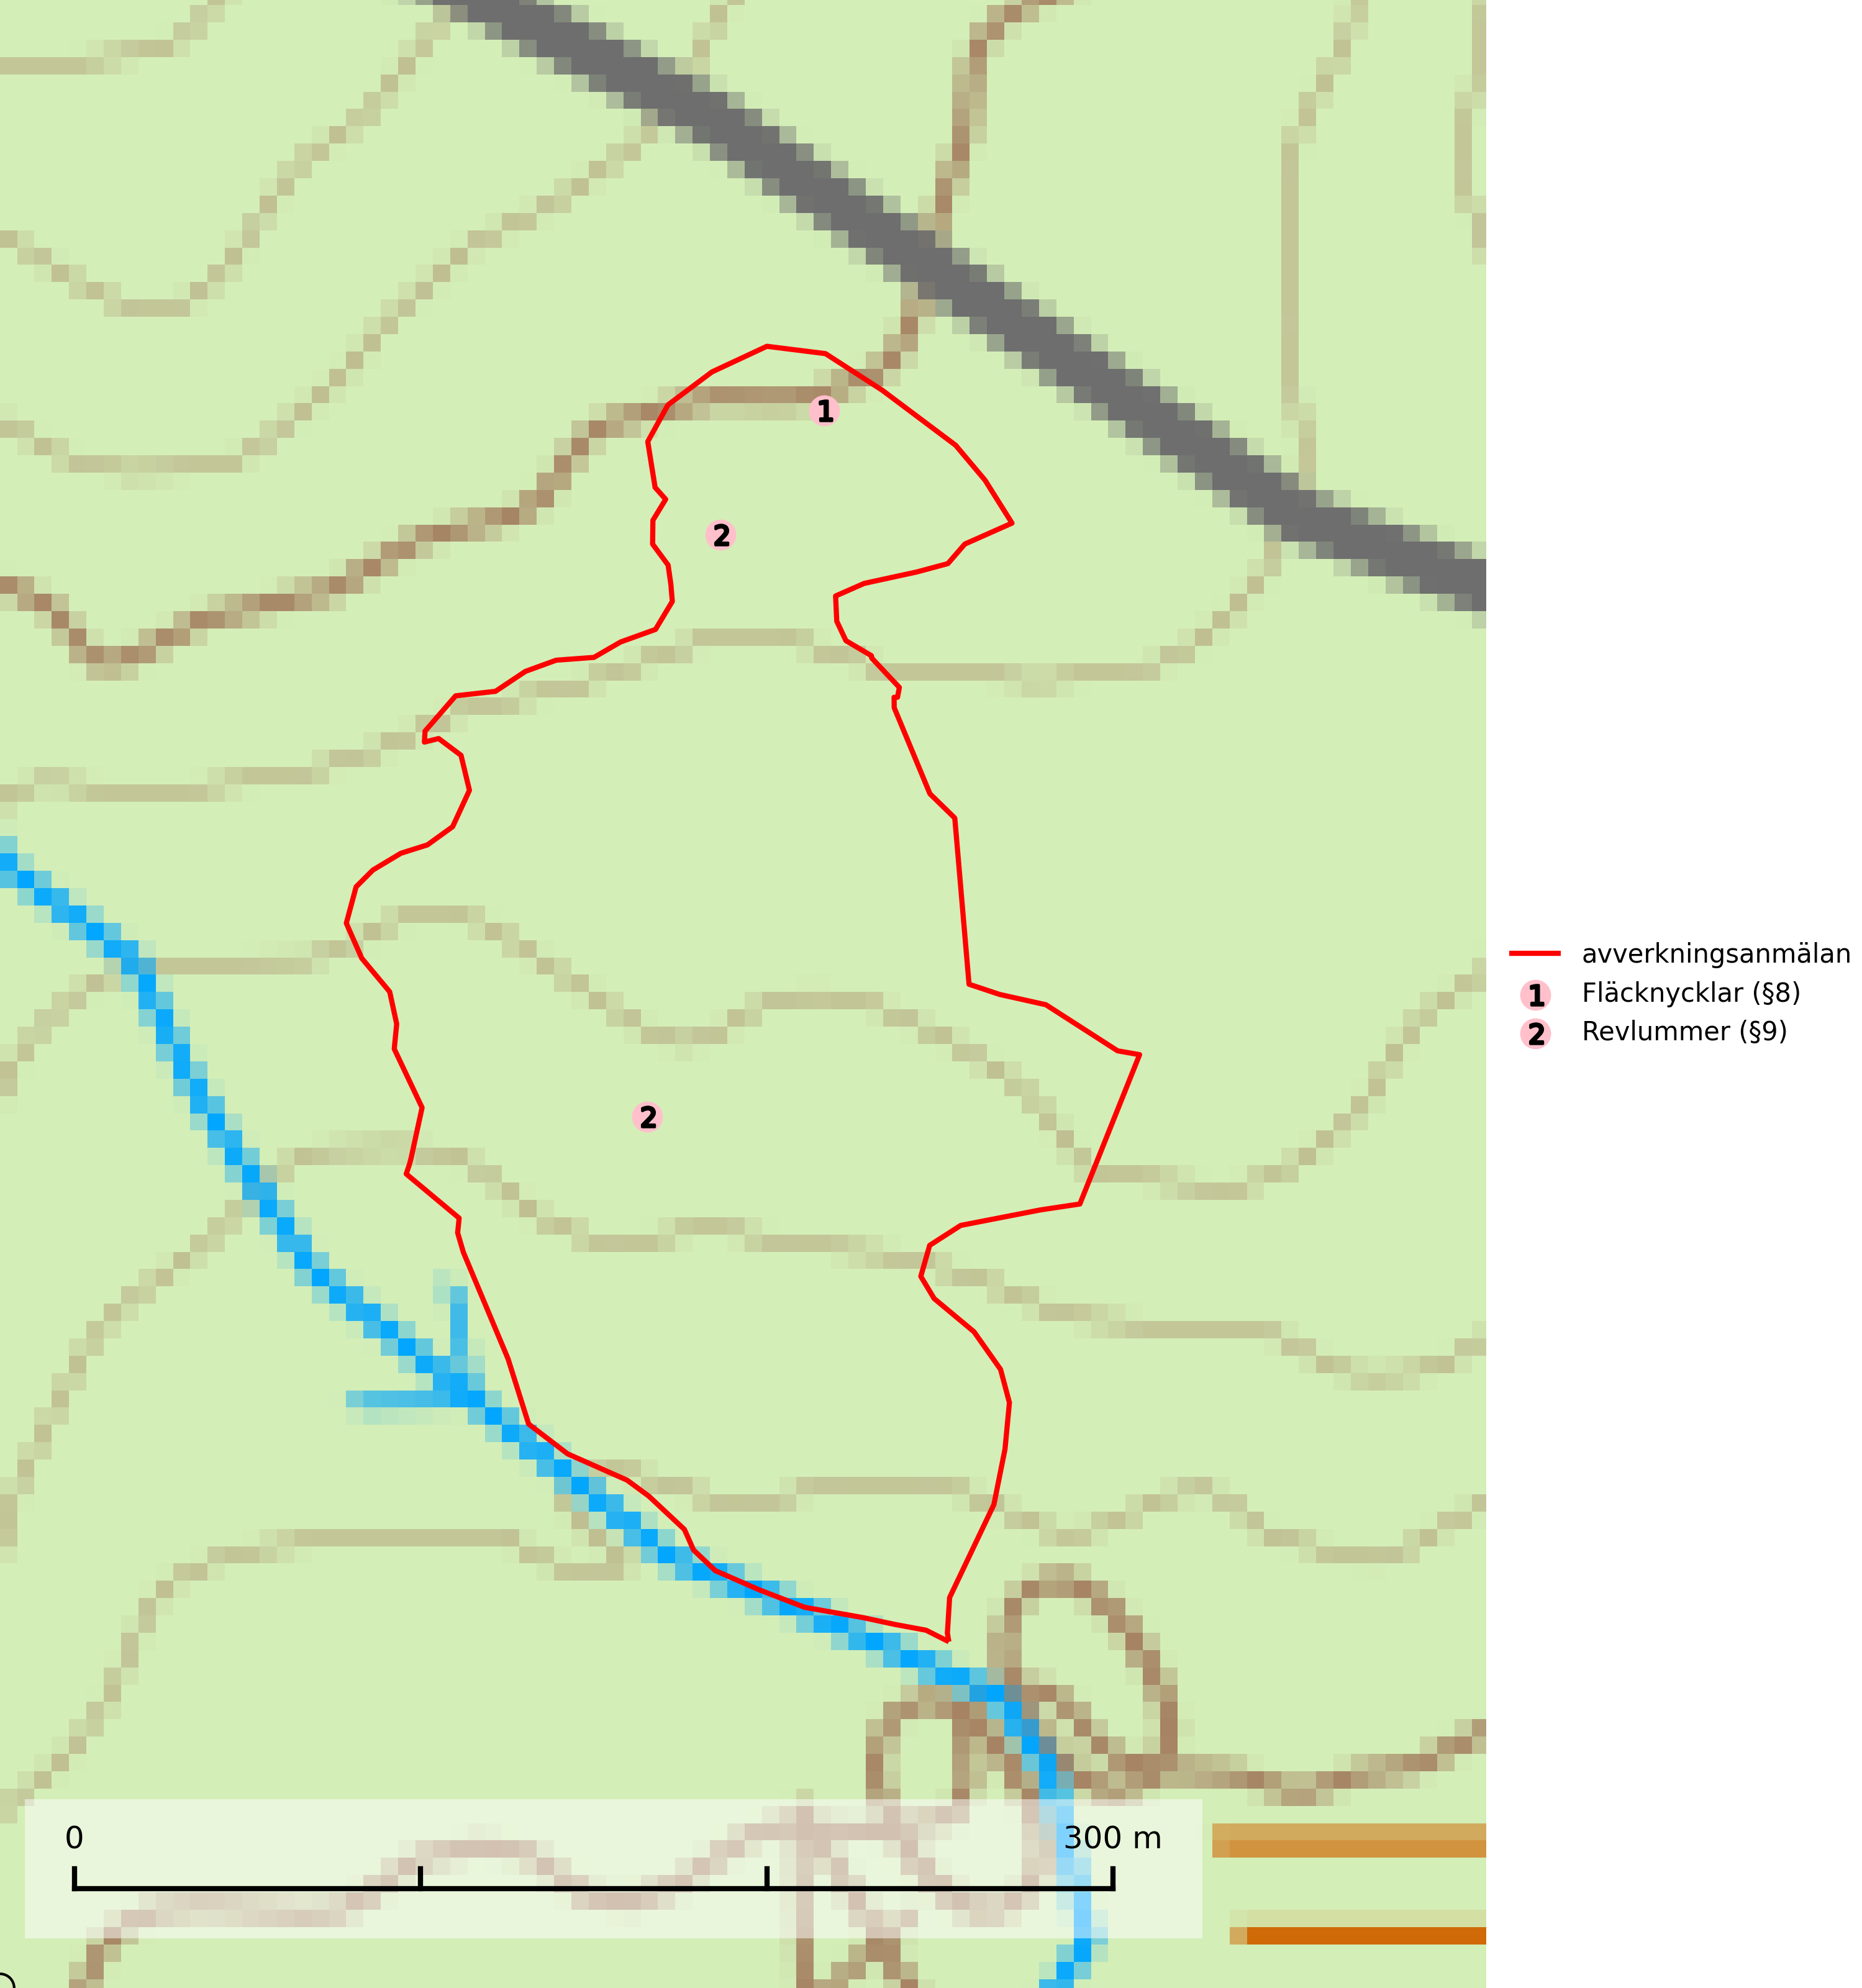 1
2
2
avverkningsanmälan
1 Fläcknycklar (§8)
2 Revlummer (§9)
0 300 m